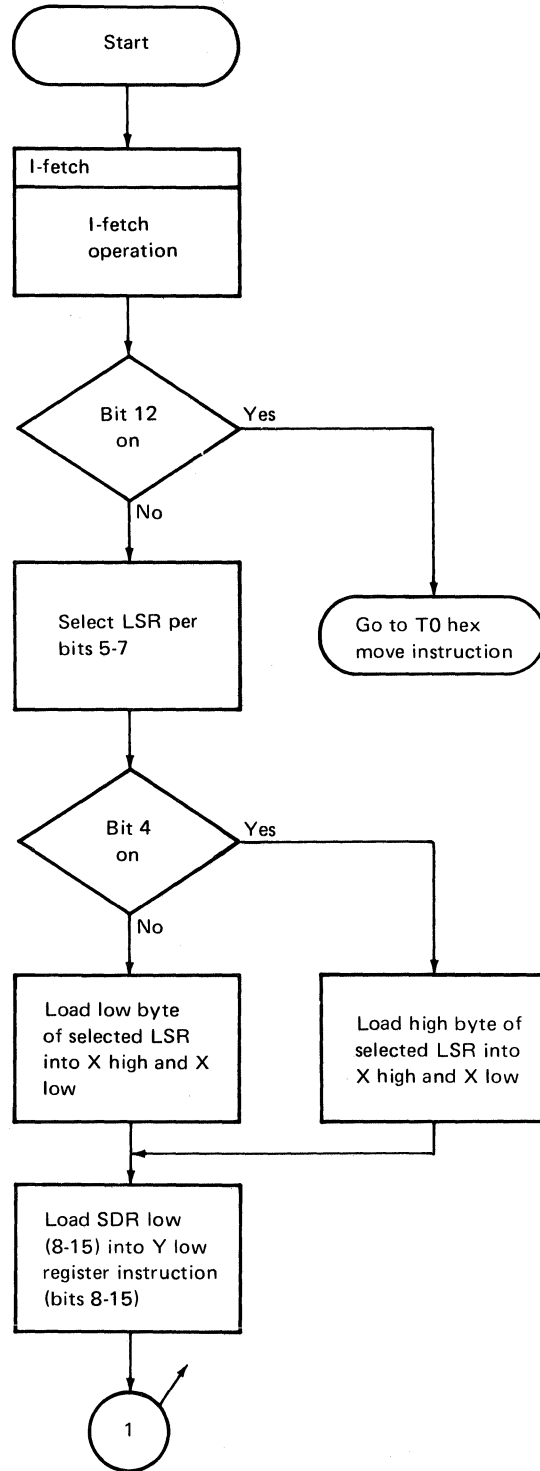 Start
I-fetch
I-fetch
operation
Bit 12
on
Yes
No
Select LSR per
bits 5-7
Go to T0 hex
move instruction
Bit 4
on
Yes
No
Load low byte
of selected LSR
into X high and X
low
Load high byte of
selected LSR into
X high and X low
Load SDR low
(8-15) into Y low
register instruction
(bits 8-15)
1